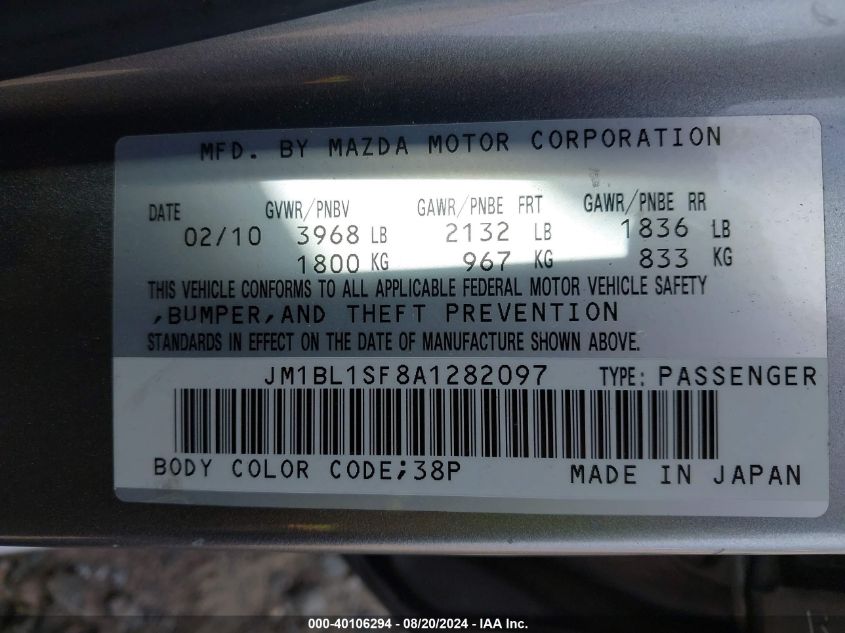 MFD. BY MAZDA MOTOR CORPORATION
DATE GVWR/PNBV GAWR/PNBE FRT GAWR/PNBE RR
02/10 3968 LB 2132 LB 1836 LB
1800 KG 967 KG 833 KG
THIS VEHICLE CONFORMS TO ALL APPLICABLE FEDERAL MOTOR VEHICLE SAFETY
,BUMPER,AND THEFT PREVENTION
STANDARDS IN EFFECT ON THE DATE OF MANUFACTURE SHOWN ABOVE.
JM1BL1SF8A1282097 TYPE: PASSENGER
BODY COLOR CODE;38P MADE IN JAPAN
000-40106294 - 08/20/2024 - IAA Inc.